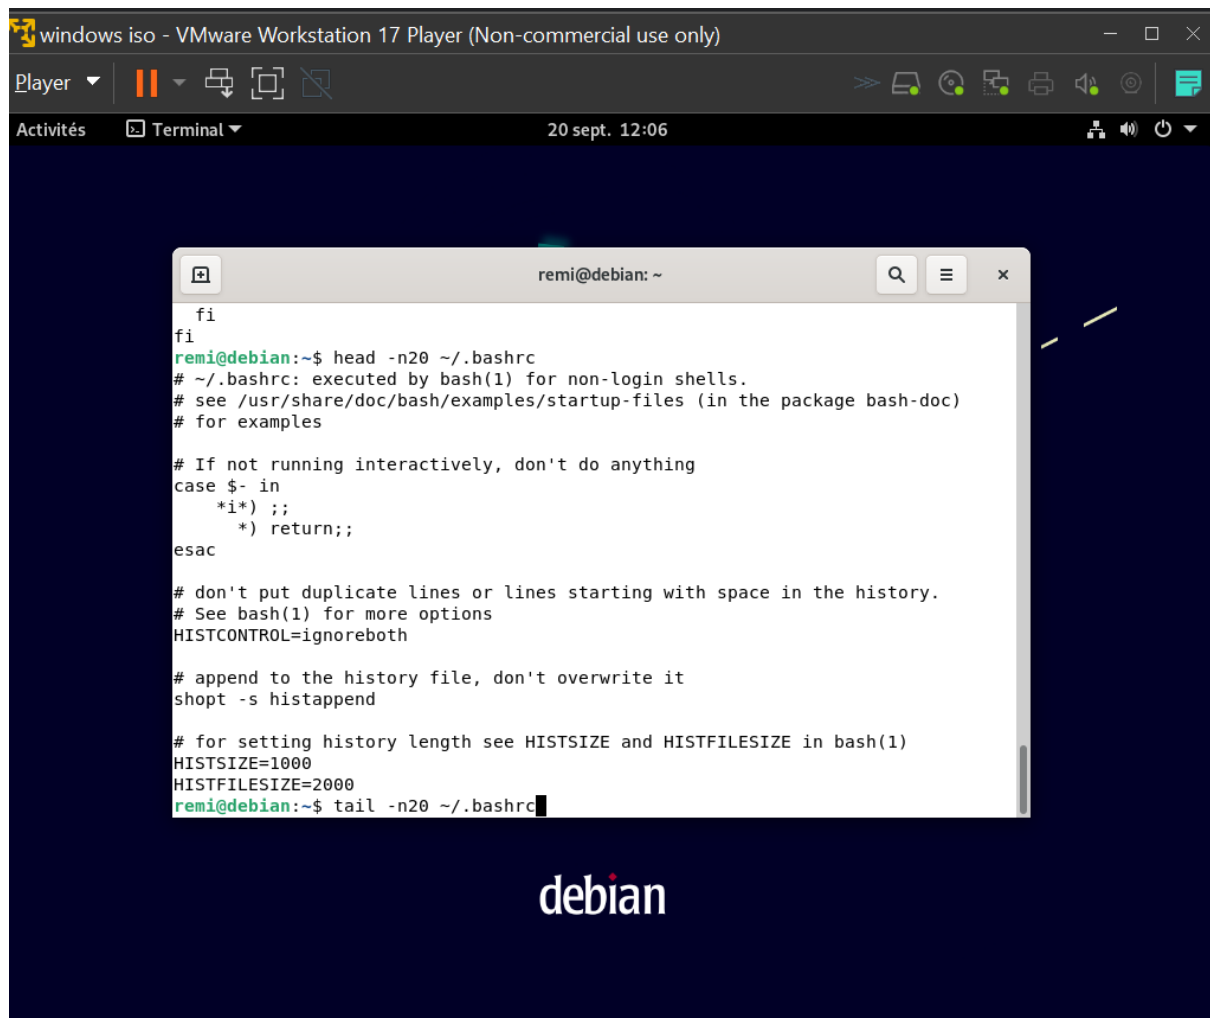 windows iso - VMware Workstation 17 Player (Non-commercial use only)
Player
Activités Terminal 20 sept. 12:06
remi@debian: ~
  fi
fi
remi@debian:~$ head -n20 ~/.bashrc
# ~/.bashrc: executed by bash(1) for non-login shells.
# see /usr/share/doc/bash/examples/startup-files (in the package bash-doc)
# for examples

# If not running interactively, don't do anything
case $- in
    *i*) ;;
      *) return;;
esac

# don't put duplicate lines or lines starting with space in the history.
# See bash(1) for more options
HISTCONTROL=ignoreboth

# append to the history file, don't overwrite it
shopt -s histappend

# for setting history length see HISTSIZE and HISTFILESIZE in bash(1)
HISTSIZE=1000
HISTFILESIZE=2000
remi@debian:~$ tail -n20 ~/.bashrc
debian